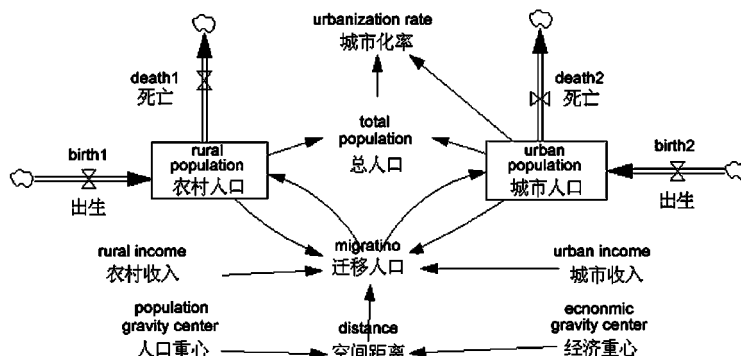 urbanization rate
城市化率
death1
死亡
death2
死亡
total
population
总人口
birth1
出生
rural
population
农村人口
urban
population
城市人口
birth2
出生
rural income
农村收入
migratino
迁移人口
urban income
城市收入
population
gravity center
人口重心
distance
空间距离
ecnonmic
gravity center
经济重心